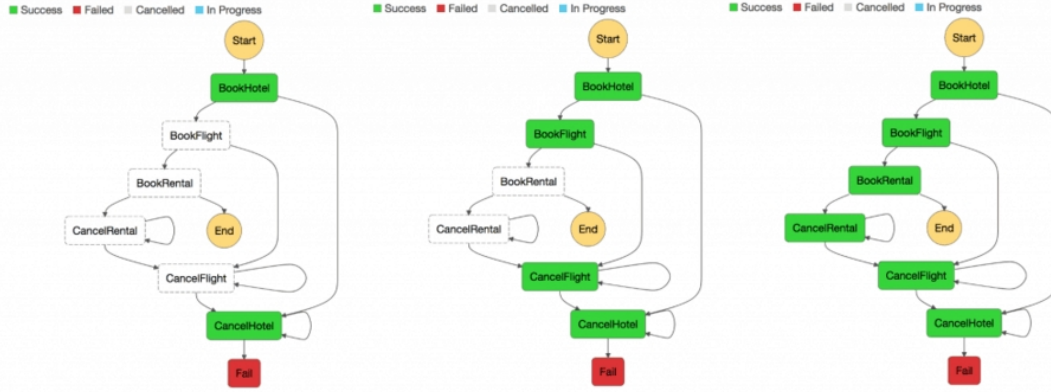 Success Failed Cancelled In Progress
Start
BookHotel
BookFlight
BookRental
CancelRental
End
CancelFlight
CancelHotel
Fail
Success Failed Cancelled In Progress
Start
BookHotel
BookFlight
BookRental
CancelRental
End
CancelFlight
CancelHotel
Fail
Success Failed Cancelled In Progress
Start
BookHotel
BookFlight
BookRental
CancelRental
End
CancelFlight
CancelHotel
Fail